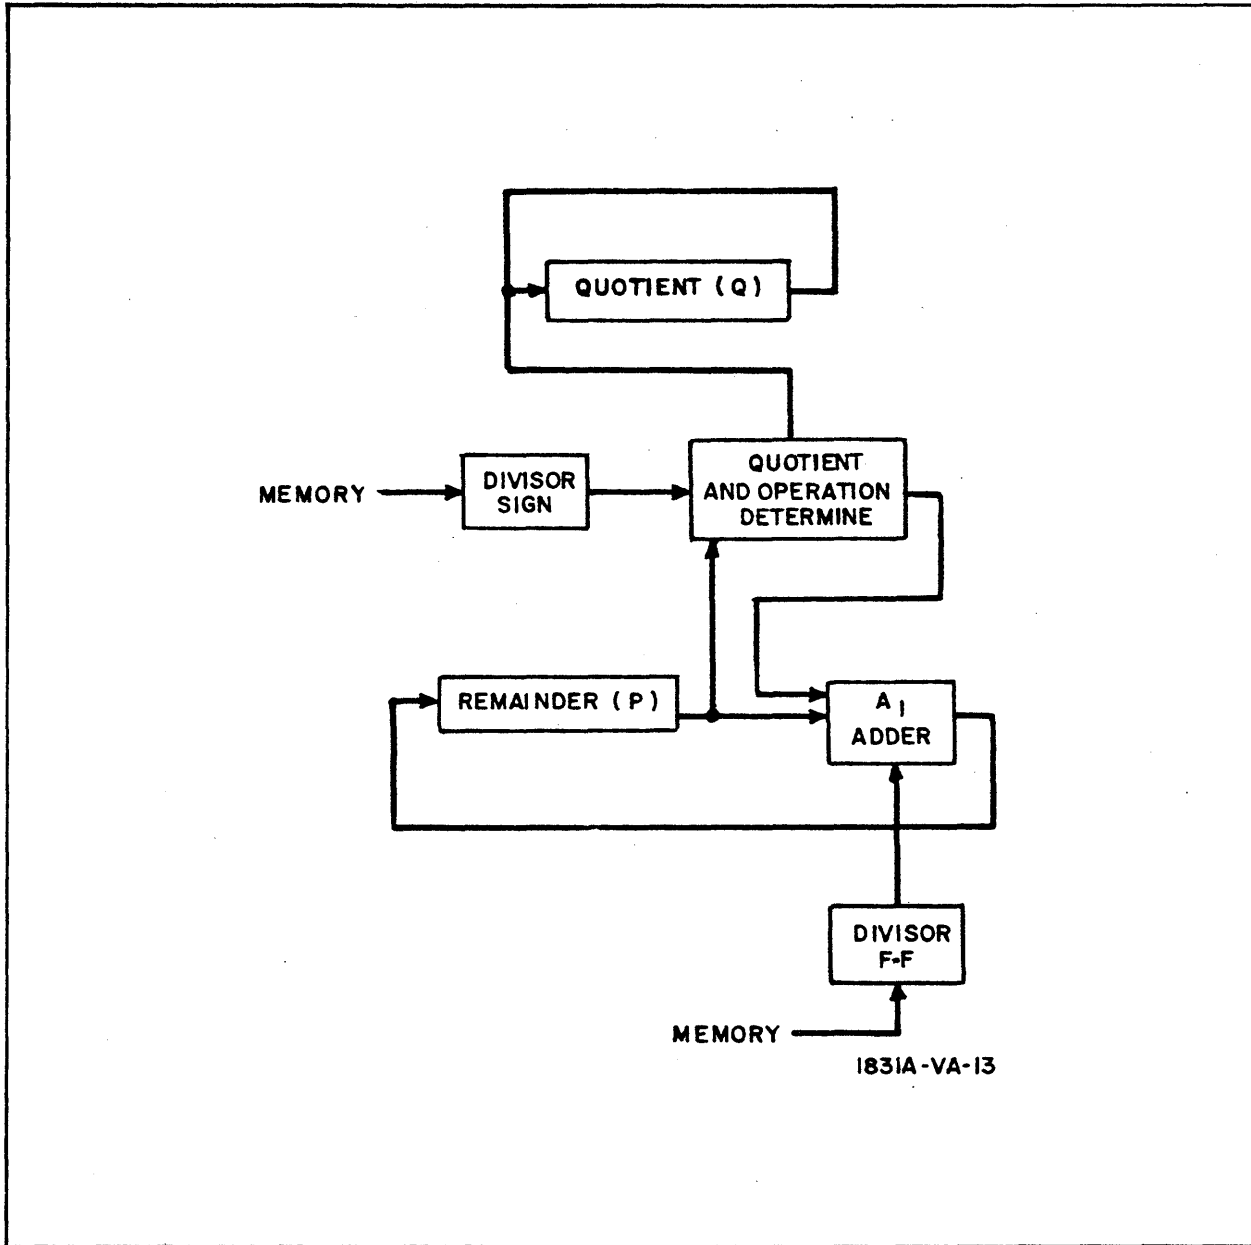 QUOTIENT (Q)
QUOTIENT
AND OPERATION
DETERMINE
MEMORY
DIVISOR
SIGN
REMAINDER (P)
A1
ADDER
DIVISOR
F-F
MEMORY
1831A-VA-13